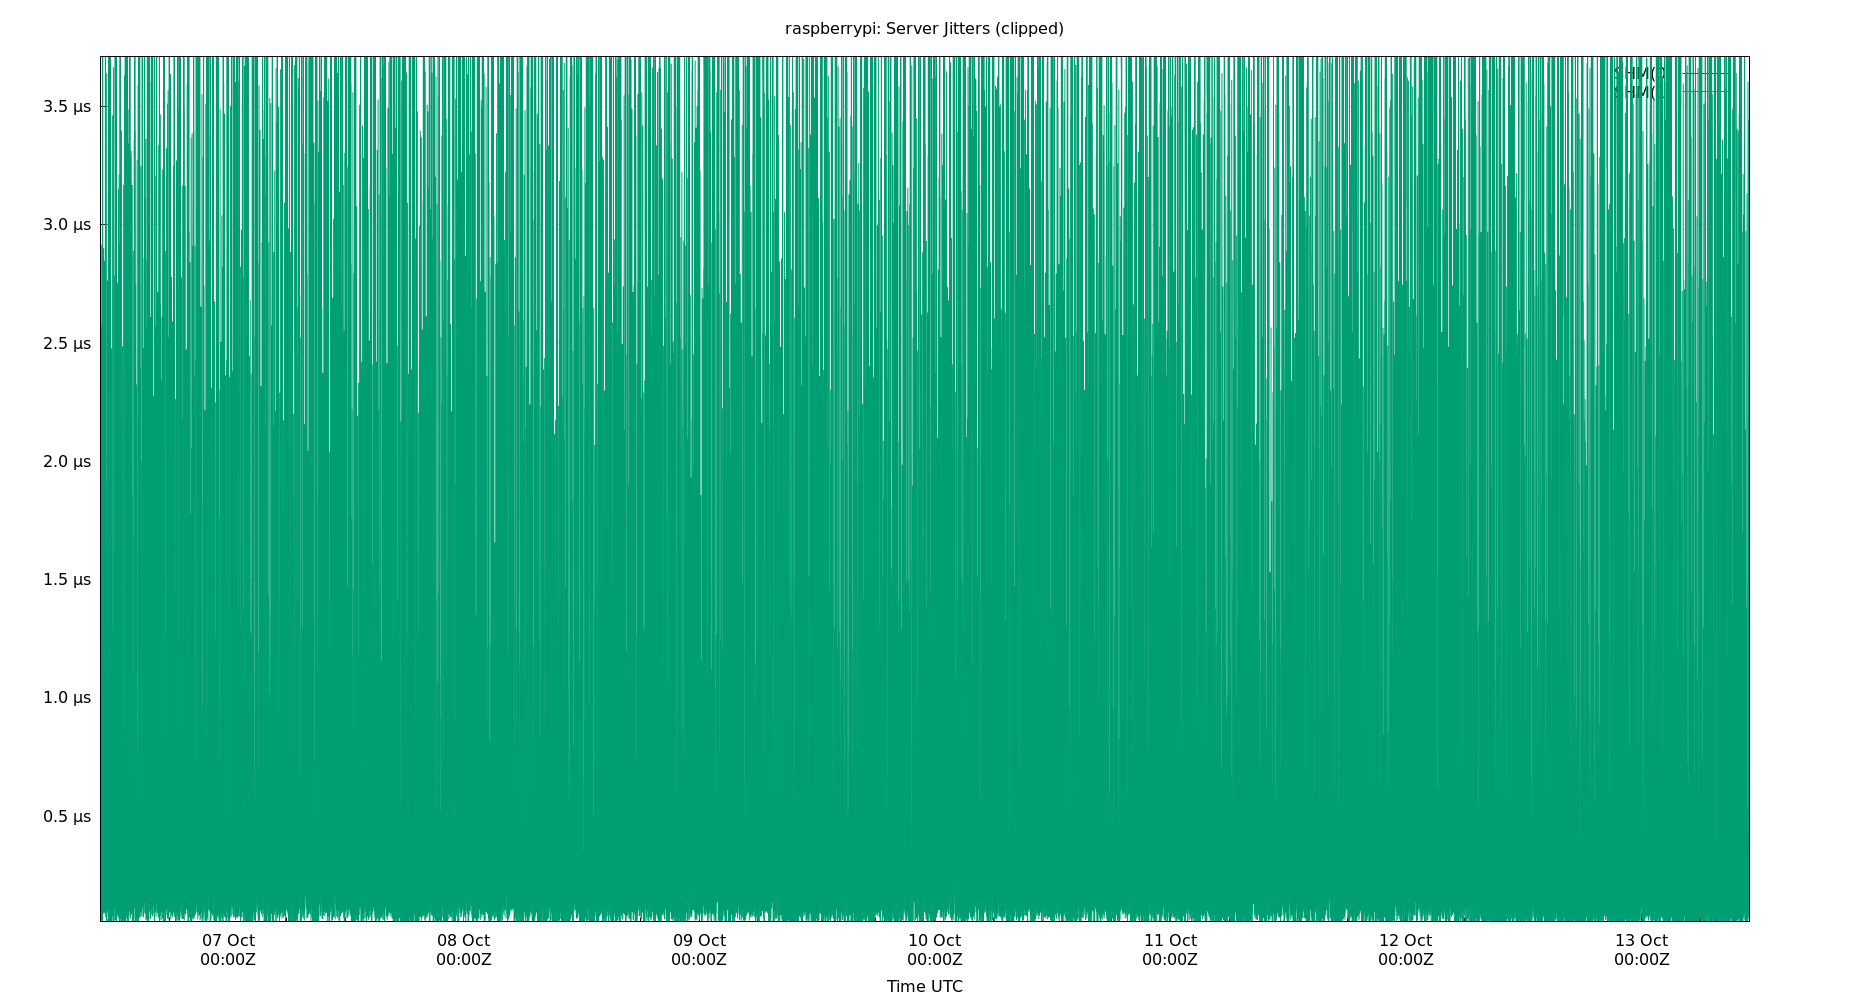 raspberrypi: Server Jitters (clipped)
3.5 µs
3.0 µs
2.5 µs
2.0 µs
1.5 µs
1.0 µs
0.5 µs
07 Oct
00:00Z
08 Oct
00:00Z
09 Oct
00:00Z
10 Oct
00:00Z
11 Oct
00:00Z
12 Oct
00:00Z
13 Oct
00:00Z
Time UTC